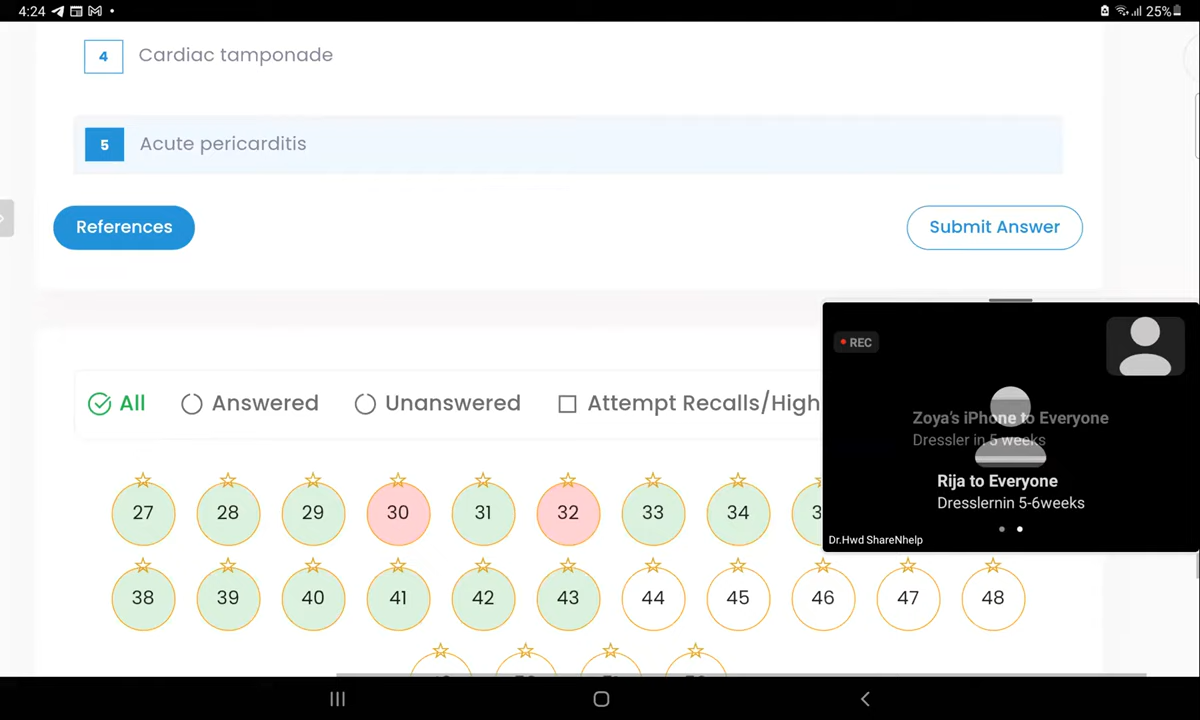 4:24 25%
4 Cardiac tamponade
5 Acute pericarditis
References Submit Answer
REC
All Answered Unanswered Attempt Recalls/High
Zoya's iPhone to Everyone
Dressler in 5 weeks
Rija to Everyone
Dresslernin 5-6weeks
Dr.Hwd ShareNhelp
27 28 29 30 31 32 33 34
38 39 40 41 42 43 44 45 46 47 48